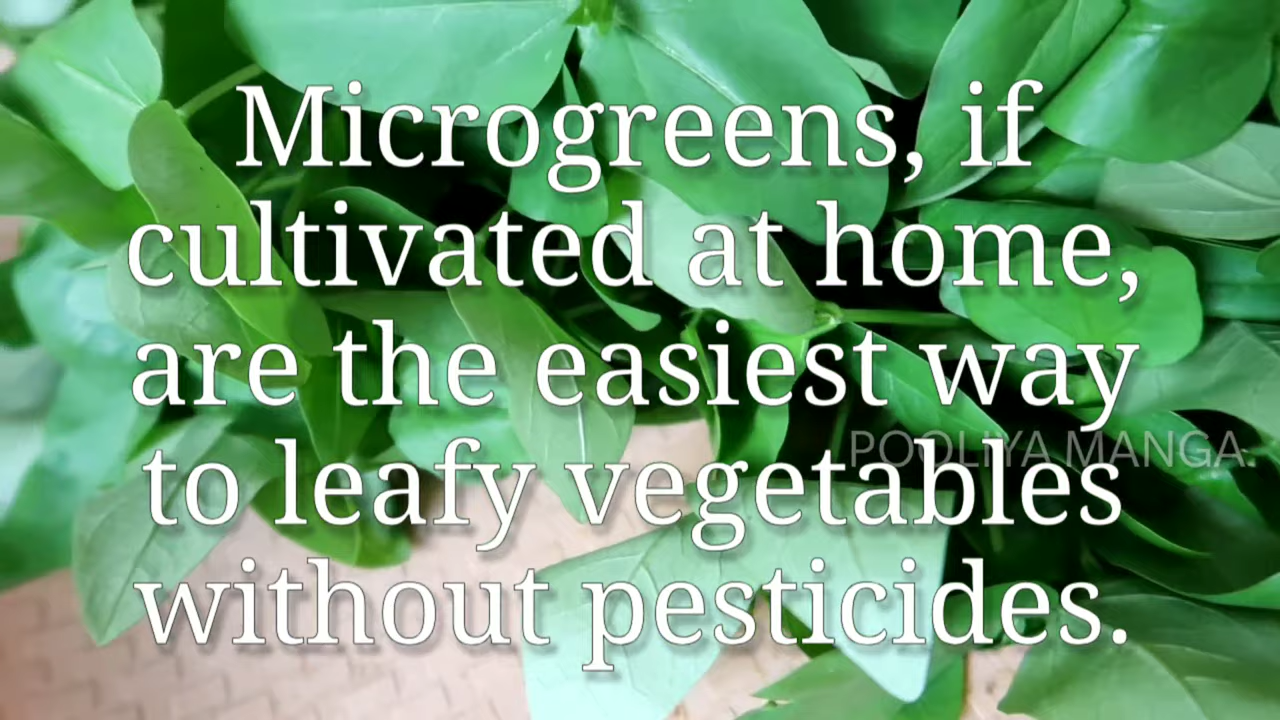 Microgreens, if
cultivated at home,
are the easiest way
to leafy vegetables
without pesticides.
POOLIYA MANGA.